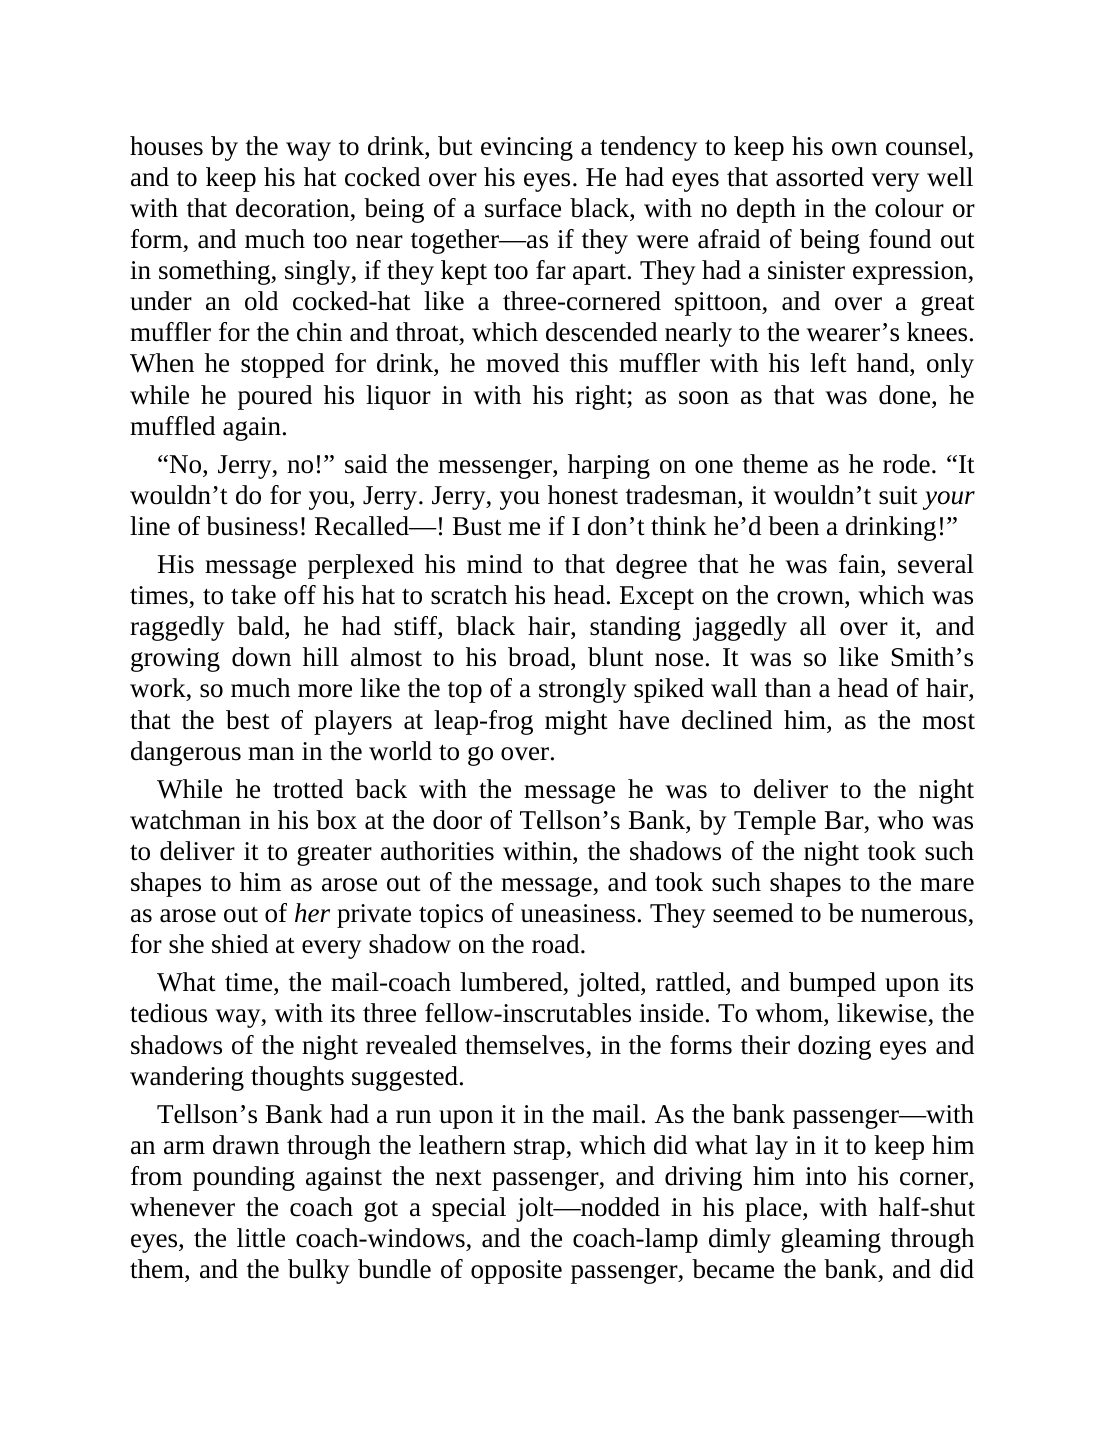 houses by the way to drink, but evincing a tendency to keep his own counsel,
and to keep his hat cocked over his eyes. He had eyes that assorted very well
with that decoration, being of a surface black, with no depth in the colour or
form, and much too near together—as if they were afraid of being found out
in something, singly, if they kept too far apart. They had a sinister expression,
under an old cocked-hat like a three-cornered spittoon, and over a great
muffler for the chin and throat, which descended nearly to the wearer’s knees.
When he stopped for drink, he moved this muffler with his left hand, only
while he poured his liquor in with his right; as soon as that was done, he
muffled again.
“No, Jerry, no!” said the messenger, harping on one theme as he rode. “It
wouldn’t do for you, Jerry. Jerry, you honest tradesman, it wouldn’t suit your
line of business! Recalled—! Bust me if I don’t think he’d been a drinking!”
His message perplexed his mind to that degree that he was fain, several
times, to take off his hat to scratch his head. Except on the crown, which was
raggedly bald, he had stiff, black hair, standing jaggedly all over it, and
growing down hill almost to his broad, blunt nose. It was so like Smith’s
work, so much more like the top of a strongly spiked wall than a head of hair,
that the best of players at leap-frog might have declined him, as the most
dangerous man in the world to go over.
While he trotted back with the message he was to deliver to the night
watchman in his box at the door of Tellson’s Bank, by Temple Bar, who was
to deliver it to greater authorities within, the shadows of the night took such
shapes to him as arose out of the message, and took such shapes to the mare
as arose out of her private topics of uneasiness. They seemed to be numerous,
for she shied at every shadow on the road.
What time, the mail-coach lumbered, jolted, rattled, and bumped upon its
tedious way, with its three fellow-inscrutables inside. To whom, likewise, the
shadows of the night revealed themselves, in the forms their dozing eyes and
wandering thoughts suggested.
Tellson’s Bank had a run upon it in the mail. As the bank passenger—with
an arm drawn through the leathern strap, which did what lay in it to keep him
from pounding against the next passenger, and driving him into his corner,
whenever the coach got a special jolt—nodded in his place, with half-shut
eyes, the little coach-windows, and the coach-lamp dimly gleaming through
them, and the bulky bundle of opposite passenger, became the bank, and did